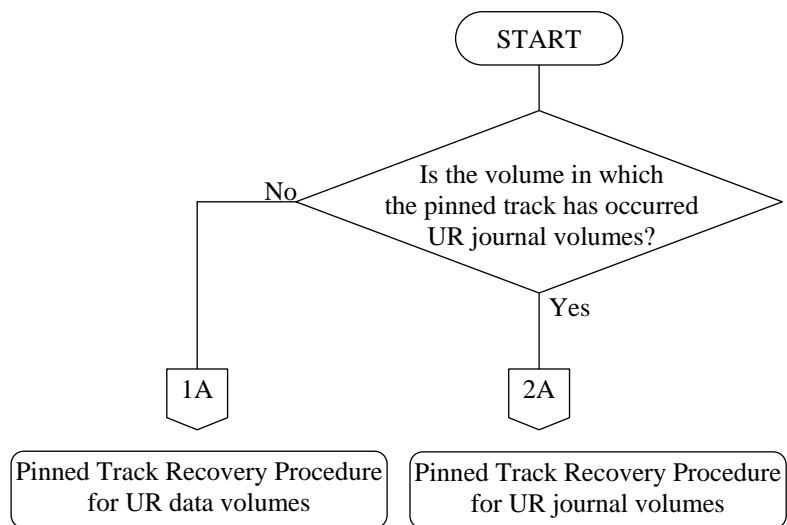 START
Is the volume in which
the pinned track has occurred
UR journal volumes?
No
Yes
1A
2A
Pinned Track Recovery Procedure
for UR data volumes
Pinned Track Recovery Procedure
for UR journal volumes